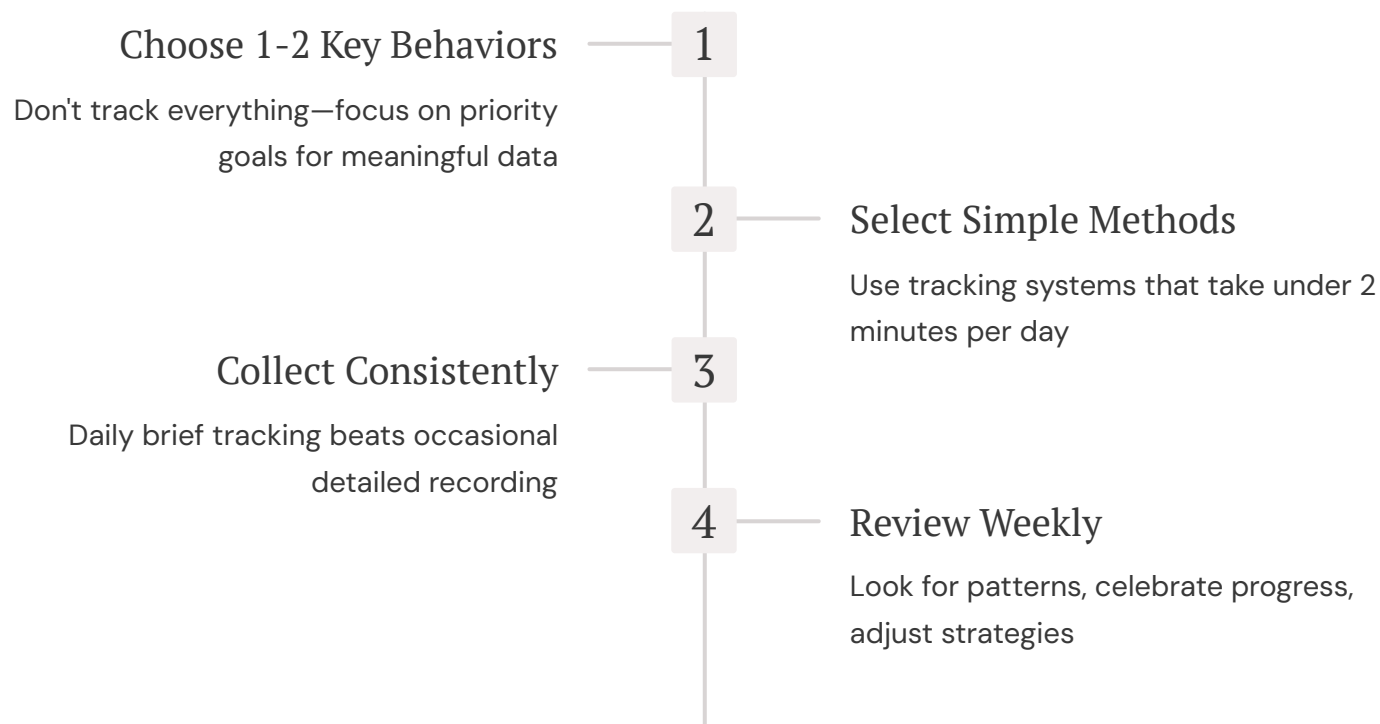 Choose 1-2 Key Behaviors
1
Don't track everything—focus on priority
goals for meaningful data
2
Select Simple Methods
Use tracking systems that take under 2
minutes per day
Collect Consistently
3
Daily brief tracking beats occasional
detailed recording
4
Review Weekly
Look for patterns, celebrate progress,
adjust strategies